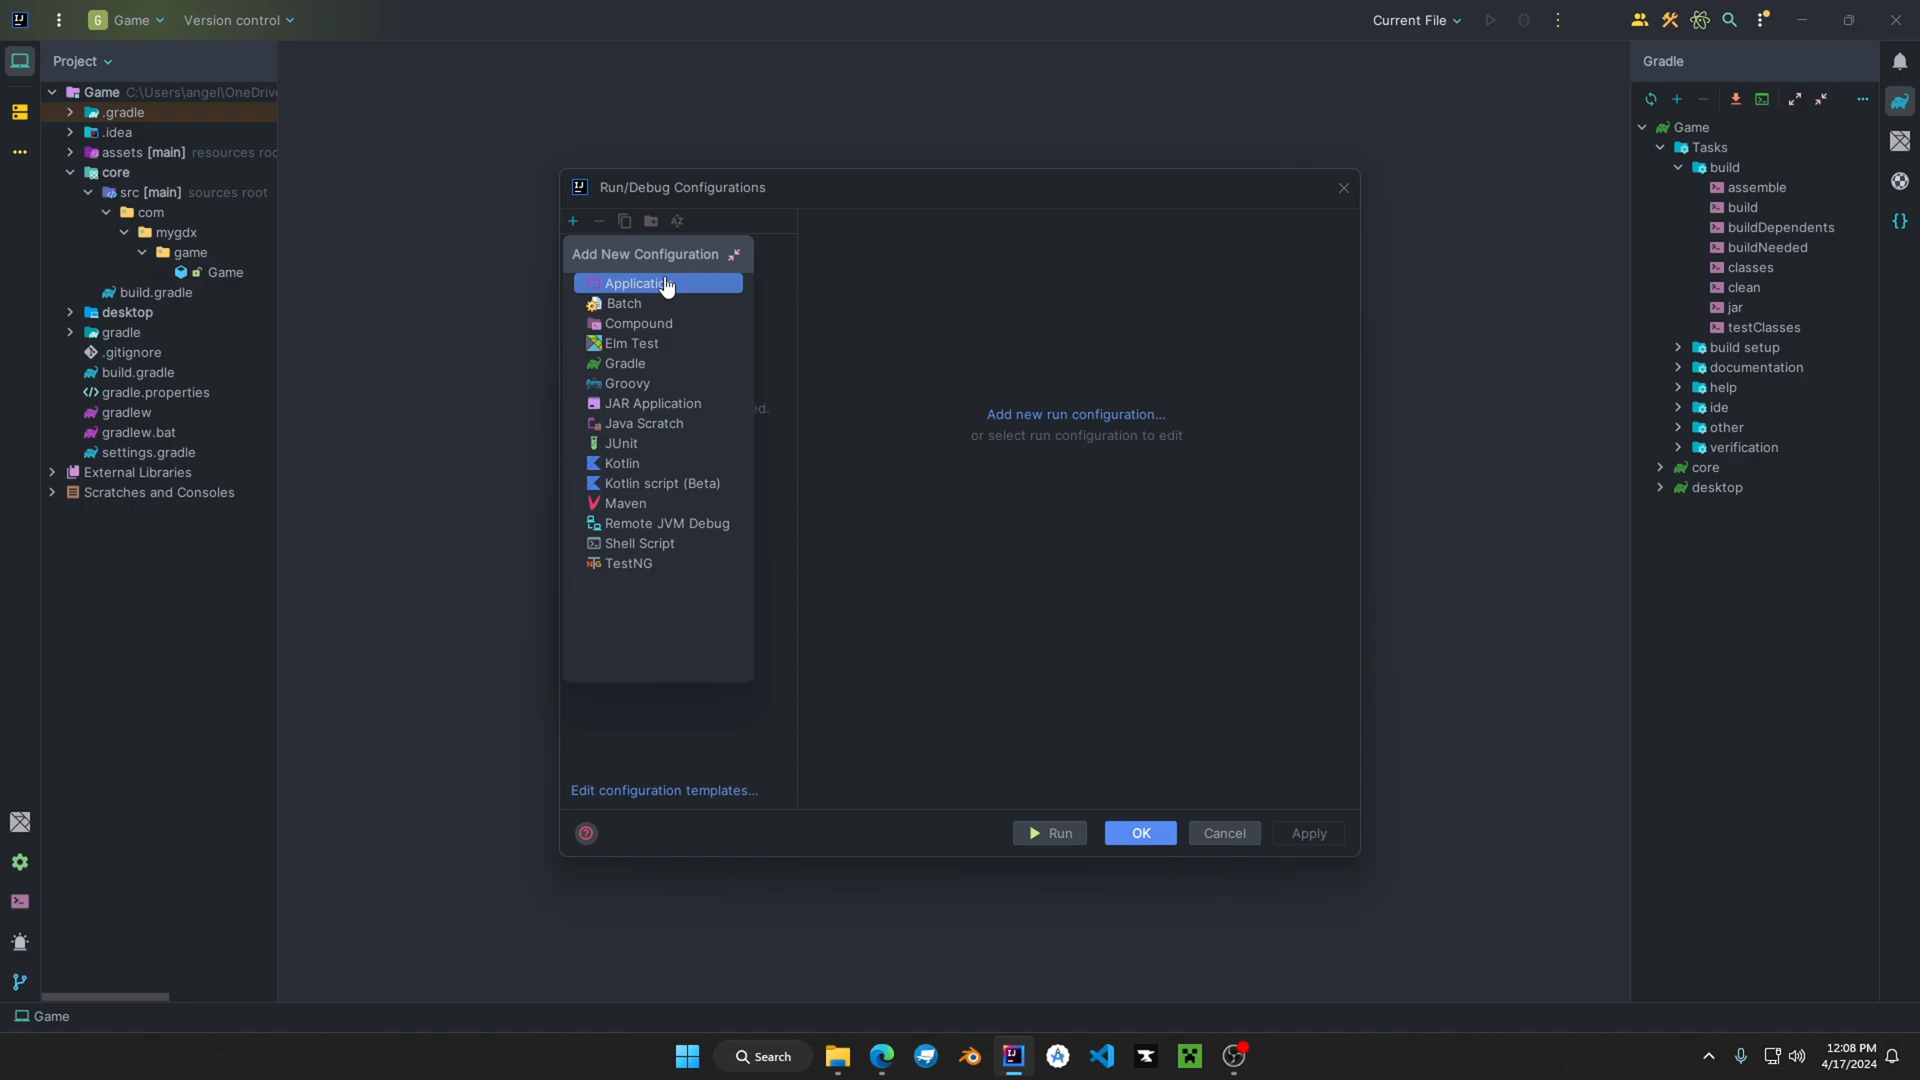 Game
Version control
Current File
Project
Game C:\Users\angel\OneDrive
.gradle
.idea
assets [main] resources roo
core
src [main] sources root
com
mygdx
game
Game
build.gradle
desktop
gradle
.gitignore
build.gradle
gradle.properties
gradlew
gradlew.bat
settings.gradle
External Libraries
Scratches and Consoles
Run/Debug Configurations
Add New Configuration
Batch
Compound
Elm Test
Gradle
Groovy
JAR Application
Java Scratch
JUnit
Kotlin
Kotlin script (Beta)
Maven
Remote JVM Debug
Shell Script
TestNG
ed.
Add new run configuration...
or select run configuration to edit
Edit configuration templates...
Run
OK
Cancel
Apply
Gradle
Game
Tasks
build
assemble
build
buildDependents
buildNeeded
classes
clean
jar
testClasses
build setup
documentation
help
ide
other
verification
core
desktop
Game
Search
12:08 PM
4/17/2024